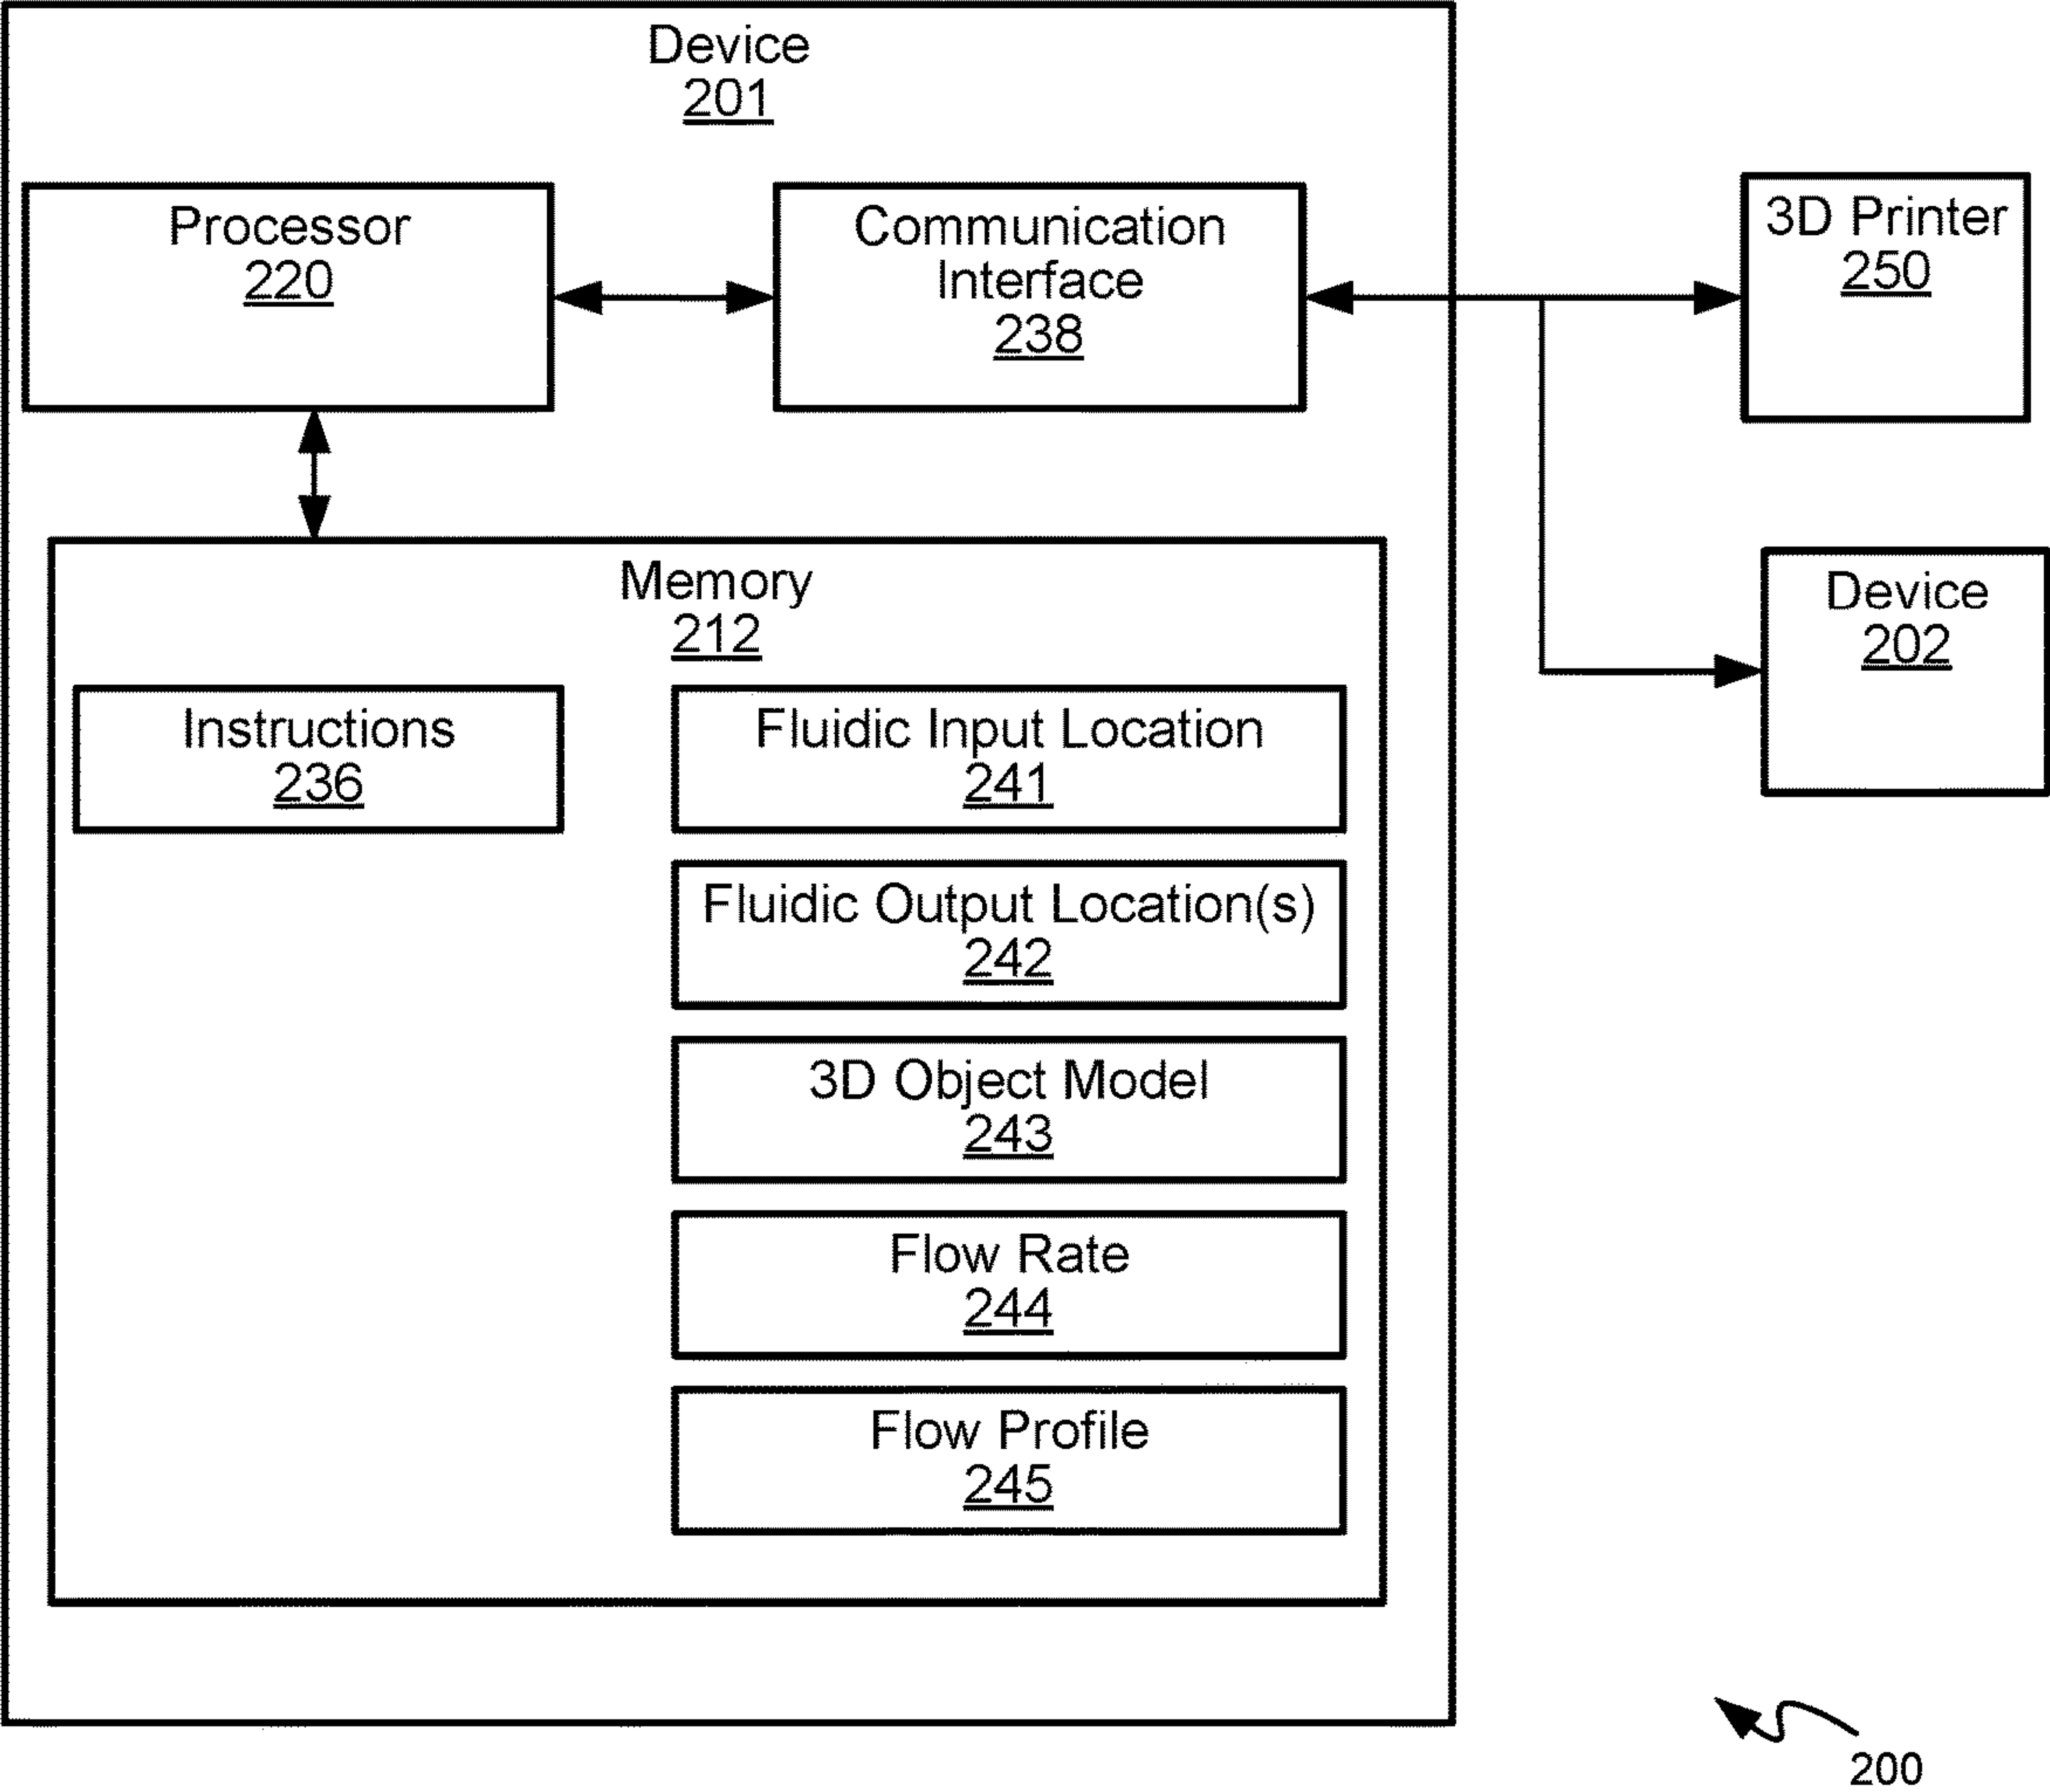 Device
201
Processor
220
Communication
Interface
238
3D Printer
250
Device
202
Memory
212
Instructions
236
Fluidic Input Location
241
Fluidic Output Location(s)
242
3D Object Model
243
Flow Rate
244
Flow Profile
245
200